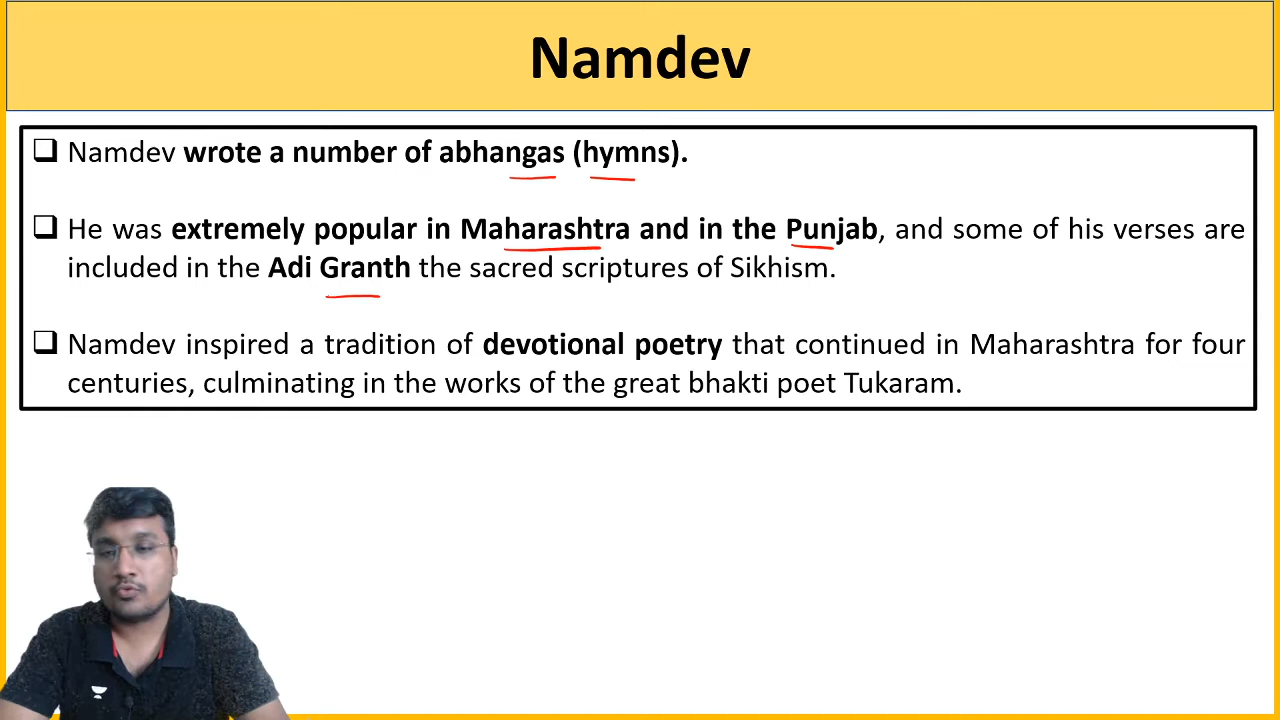 Namdev
Namdev wrote a number of abhangas (hymns).
He was extremely popular in Maharashtra and in the Punjab, and some of his verses are
included in the Adi Granth the sacred scriptures of Sikhism.
Namdev inspired a tradition of devotional poetry that continued in Maharashtra for four
centuries, culminating in the works of the great bhakti poet Tukaram.